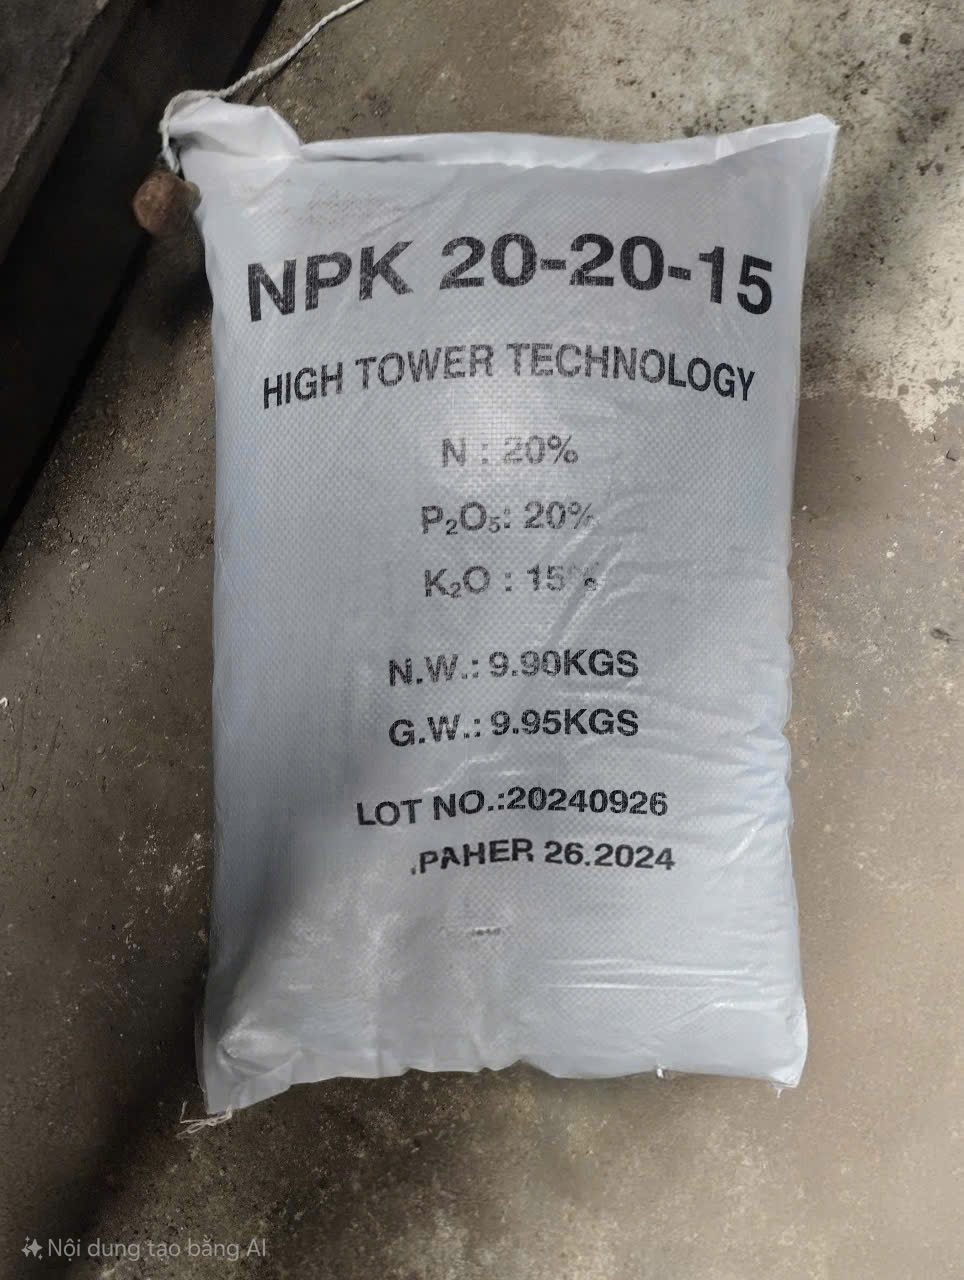 NPK 20-20-15
HIGH TOWER TECHNOLOGY
N : 20%
P₂O₅: 20%
K₂O : 15%
N.W.: 9.90KGS
G.W.: 9.95KGS
LOT NO.:20240926
.PAHER 26.2024
Nội dung tạo bằng AI